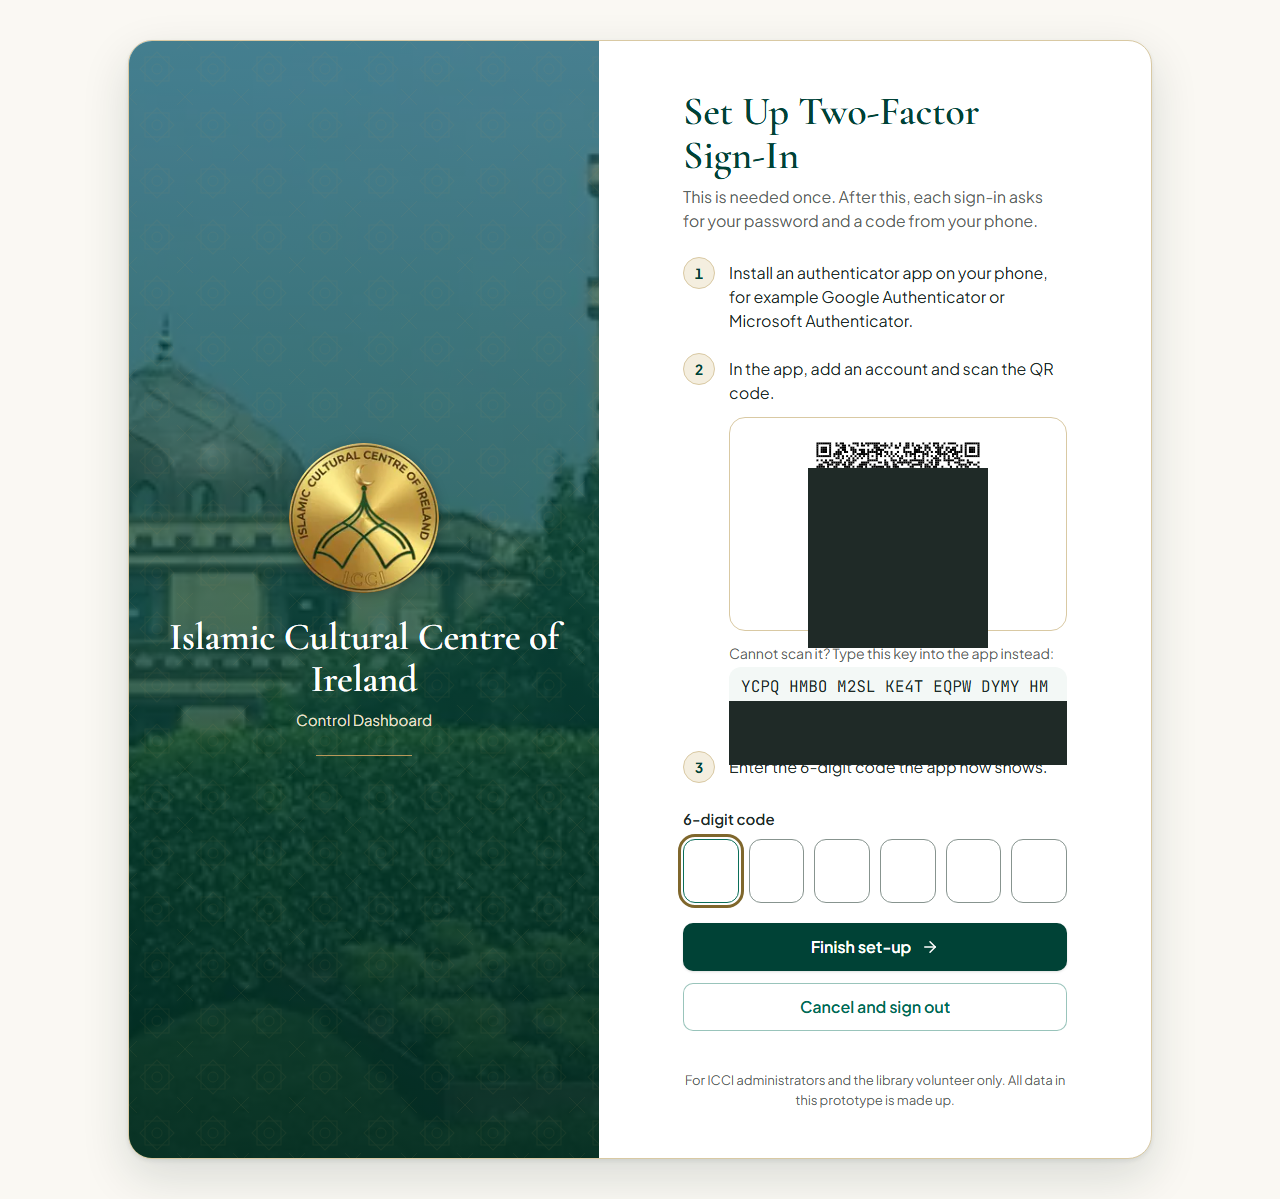 ISLAMIC CULTURAL CENTRE OF IRELAND
ICCI
Islamic Cultural Centre of
Ireland
Control Dashboard
Set Up Two-Factor
Sign-In
This is needed once. After this, each sign-in asks
for your password and a code from your phone.
1
Install an authenticator app on your phone,
for example Google Authenticator or
Microsoft Authenticator.
2
In the app, add an account and scan the QR
code.
Cannot scan it? Type this key into the app instead:
YCPQ HMBO M2SL KE4T EQPW DYMY HM
3
Enter the 6-digit code the app now shows.
6-digit code
Finish set-up →
Cancel and sign out
For ICCI administrators and the library volunteer only. All data in
this prototype is made up.